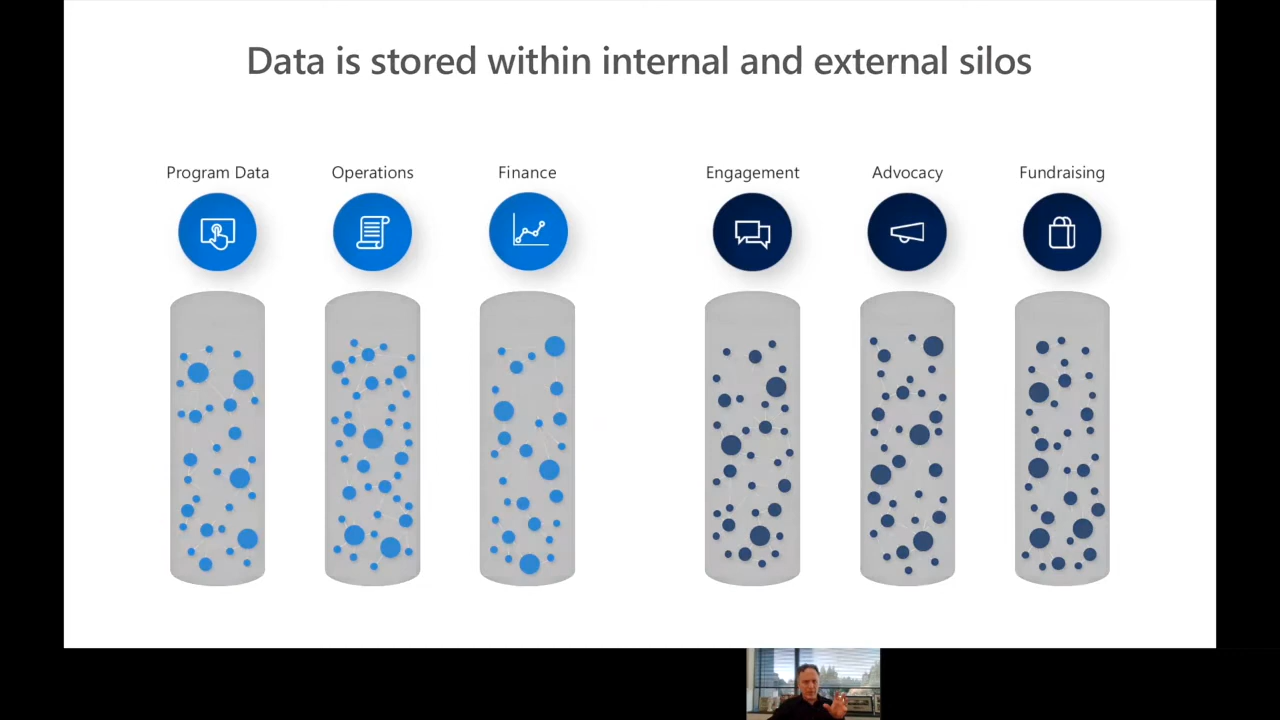 Data is stored within internal and external silos
Program Data
Operations
Finance
Engagement
Advocacy
Fundraising